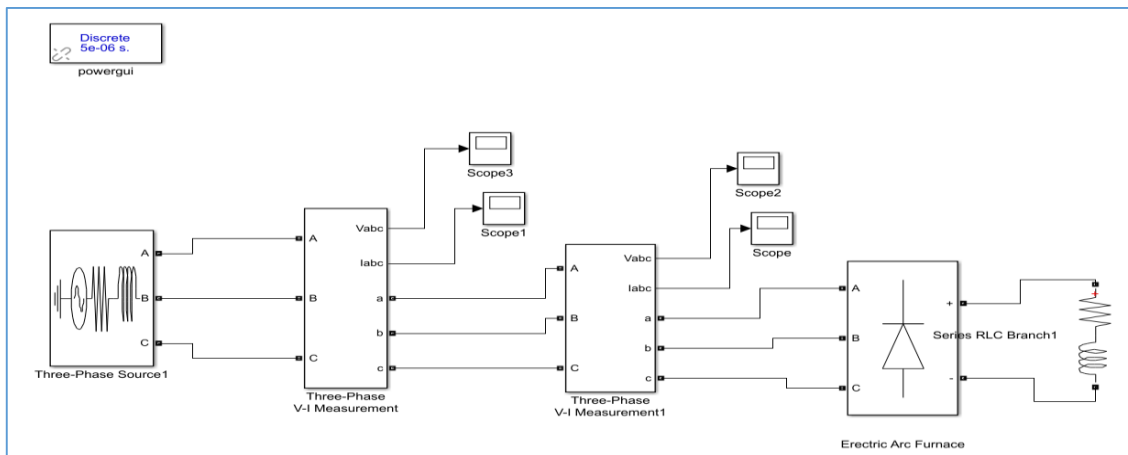 Discrete
5e-06 s.
powergui
Scope3
Scope2
Scope1
Scope
Vabc
Iabc
A
B
C
a
b
c
Vabc
Iabc
A
B
C
a
b
c
A
B
C
A
B
C
+
-
Series RLC Branch1
+
Three-Phase Source1
Three-Phase
V-I Measurement
Three-Phase
V-I Measurement1
Erectric Arc Furnace